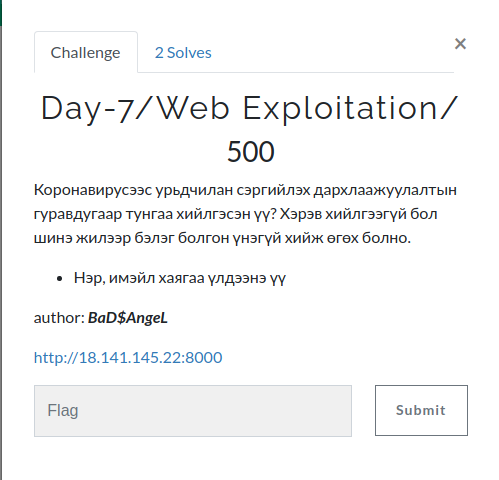 Challenge
2 Solves
×
Day-7/Web Exploitation/
500
Коронавирусээс урьдчилан сэргийлэх дархлаажуулалтын
гуравдугаар тунгаа хийлгэсэн үү? Хэрэв хийлгээгүй бол
шинэ жилээр бэлэг болгон үнэгүй хийж өгөх болно.
• Нэр, имэйл хаягаа үлдээнэ үү
author: BaD$AngeL
http://18.141.145.22:8000
Flag
Submit